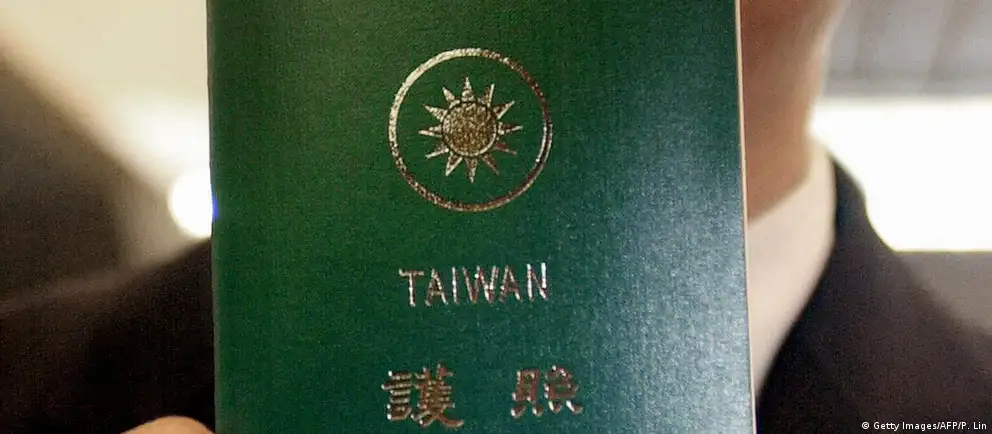 TAIWAN
護照
© Getty Images/AFP/P. Lin